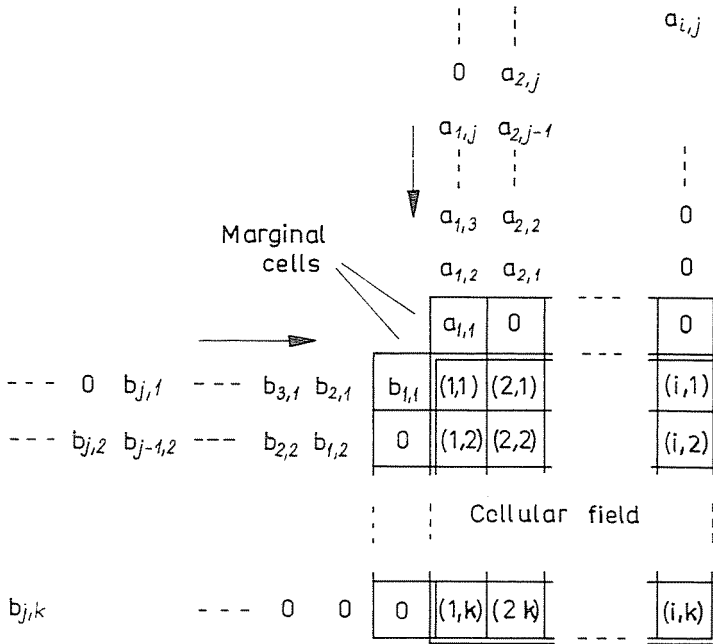 a_{i,j}
0 a_{2,j}
a_{1,j} a_{2,j-1}
a_{1,3} a_{2,2} 0
Marginal
cells
a_{1,2} a_{2,1} 0
a_{1,1} 0 --- 0
--- 0 b_{j,1} --- b_{3,1} b_{2,1} b_{1,1} (1,1) (2,1) (i,1)
--- b_{j,2} b_{j-1,2} --- b_{2,2} b_{1,2} 0 (1,2) (2,2) (i,2)
Cellular field
b_{j,k} --- 0 0 0 (1,k) (2 k) (i,k)